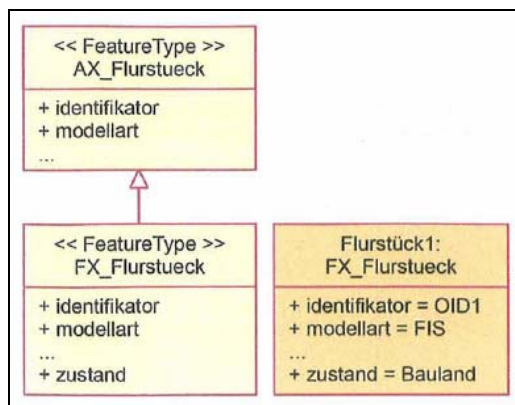 << FeatureType >>
AX_Flurstueck
+ identifikator
+ modellart
...
<< FeatureType >>
FX_Flurstueck
+ identifikator
+ modellart
...
+ zustand
Flurstück1:
FX_Flurstueck
+ identifikator = OID1
+ modellart = FIS
...
+ zustand = Bauland